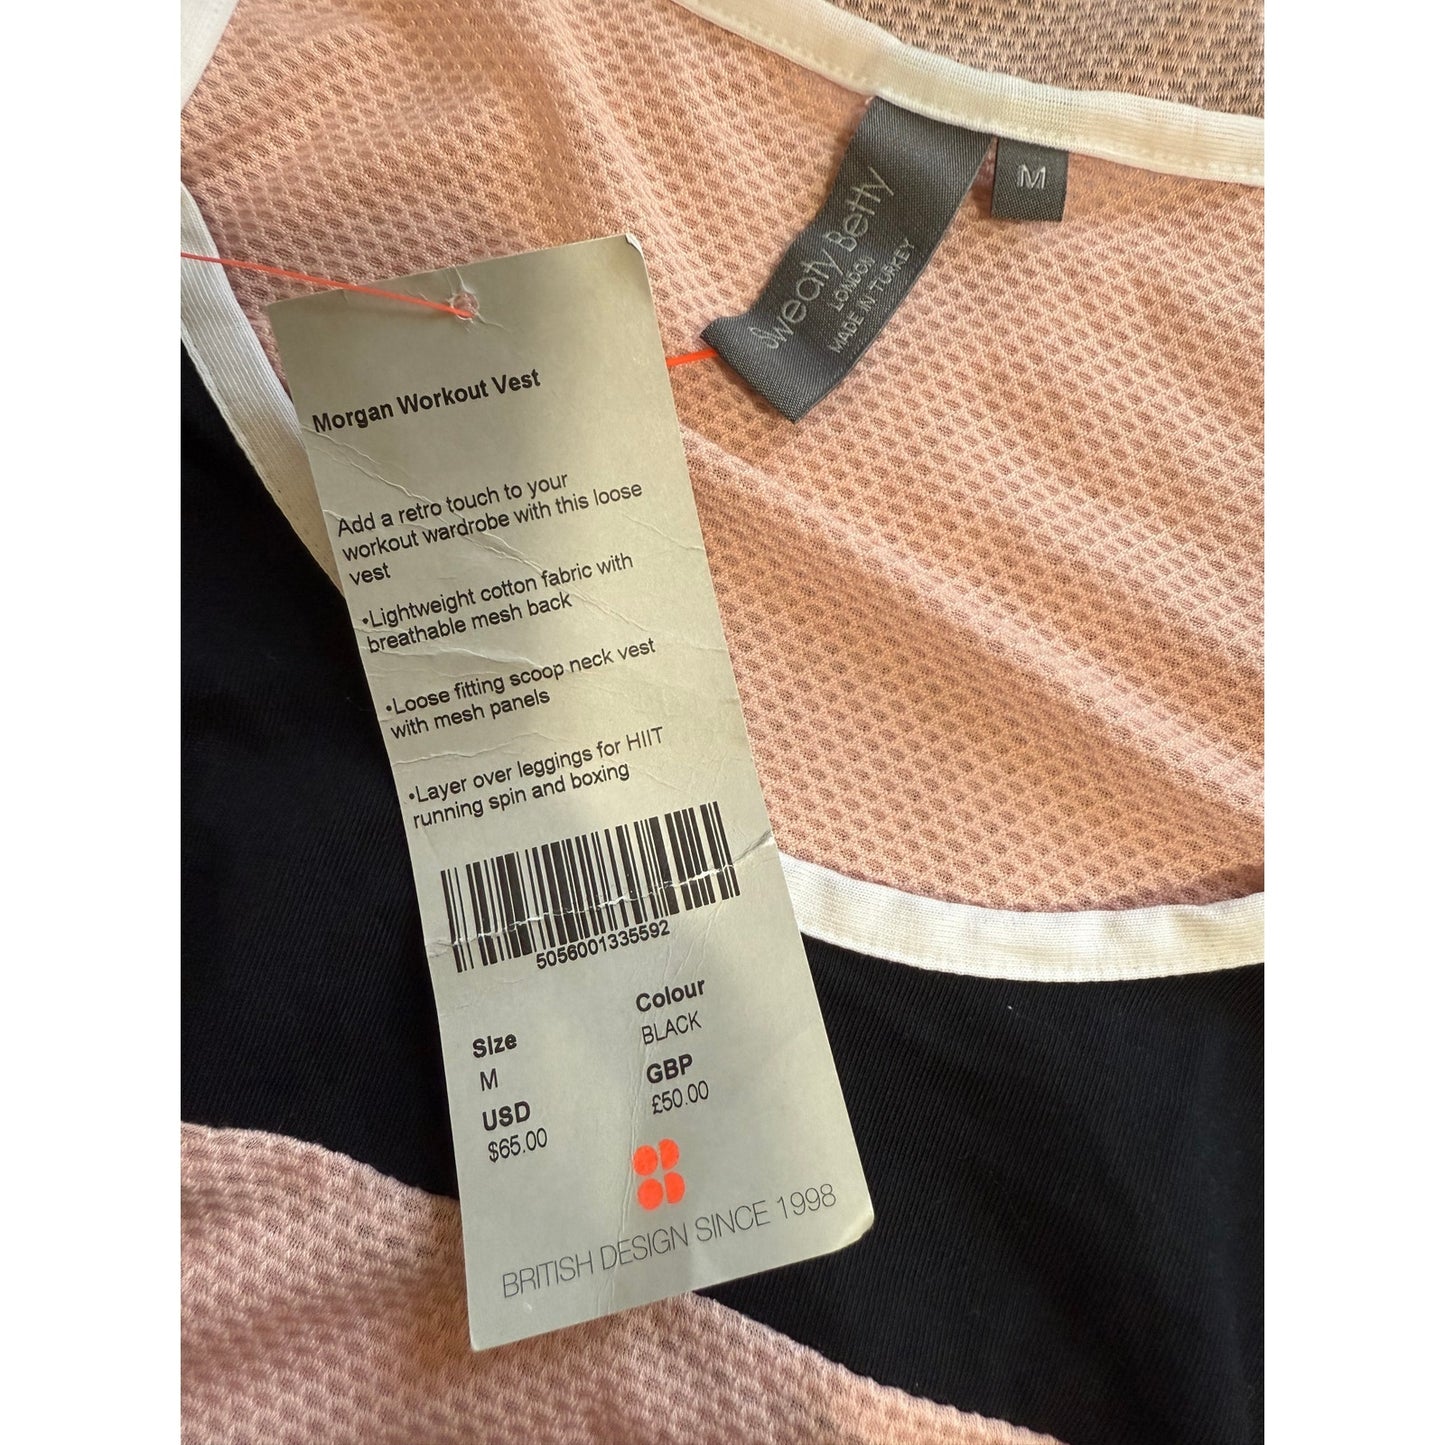 Sweaty Betty
LONDON
MADE IN TURKEY
M
Morgan Workout Vest
Add a retro touch to your
workout wardrobe with this loose
vest
•Lightweight cotton fabric with
breathable mesh back
•Loose fitting scoop neck vest
with mesh panels
•Layer over leggings for HIIT
running spin and boxing
5056001335592
Size
M
Colour
BLACK
USD
$65.00
GBP
£50.00
BRITISH DESIGN SINCE 1998